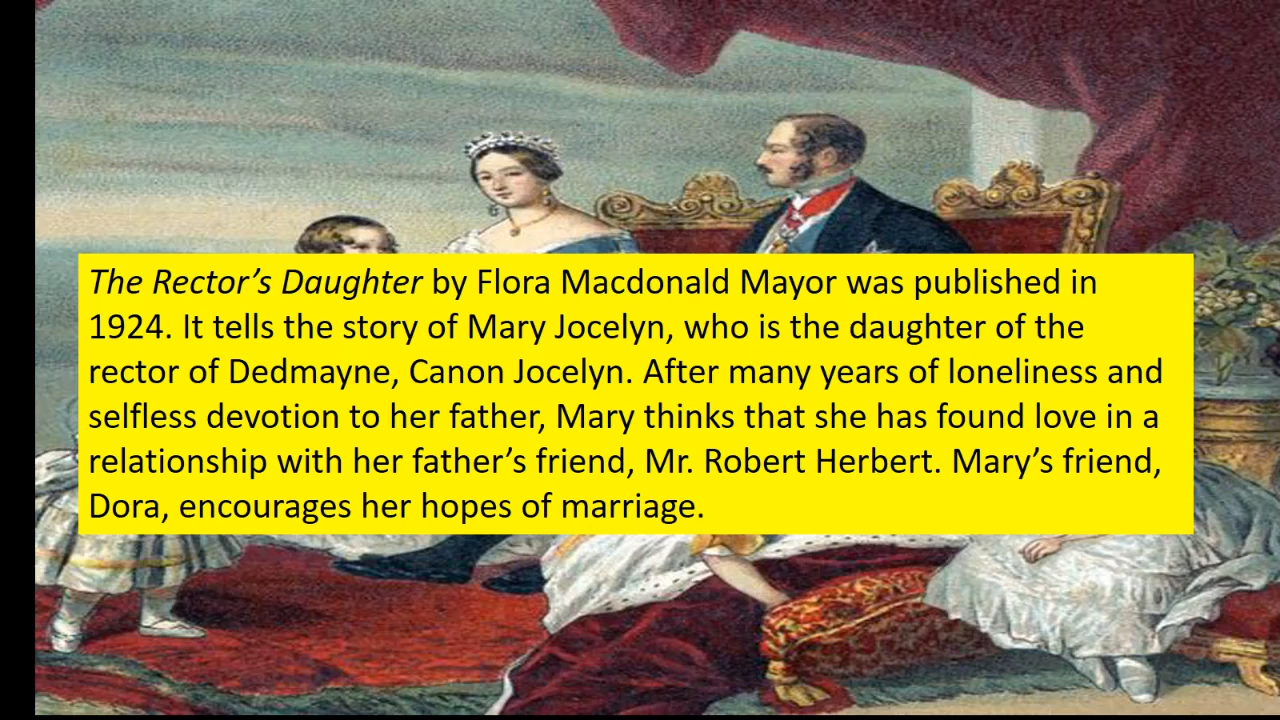 The Rector’s Daughter by Flora Macdonald Mayor was published in
1924. It tells the story of Mary Jocelyn, who is the daughter of the
rector of Dedmayne, Canon Jocelyn. After many years of loneliness and
selfless devotion to her father, Mary thinks that she has found love in a
relationship with her father’s friend, Mr. Robert Herbert. Mary’s friend,
Dora, encourages her hopes of marriage.